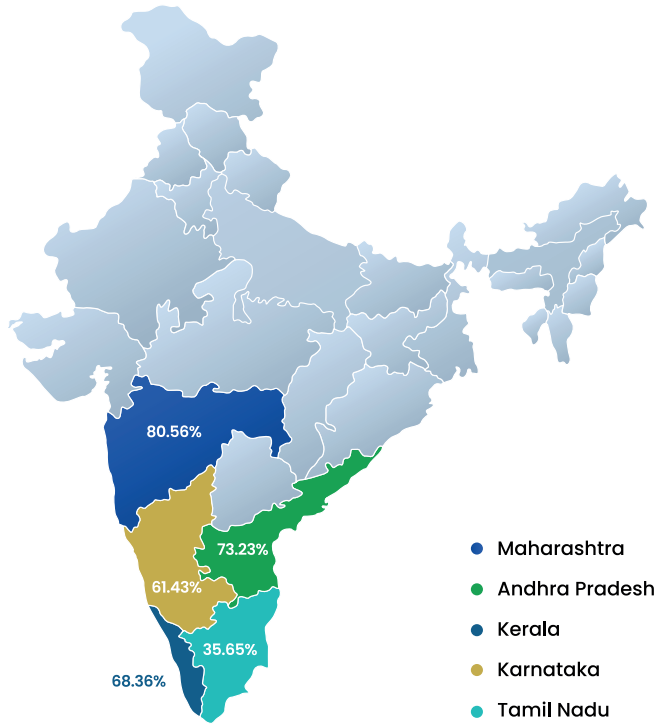 80.56%
73.23%
61.43%
35.65%
68.36%
Maharashtra
Andhra Pradesh
Kerala
Karnataka
Tamil Nadu